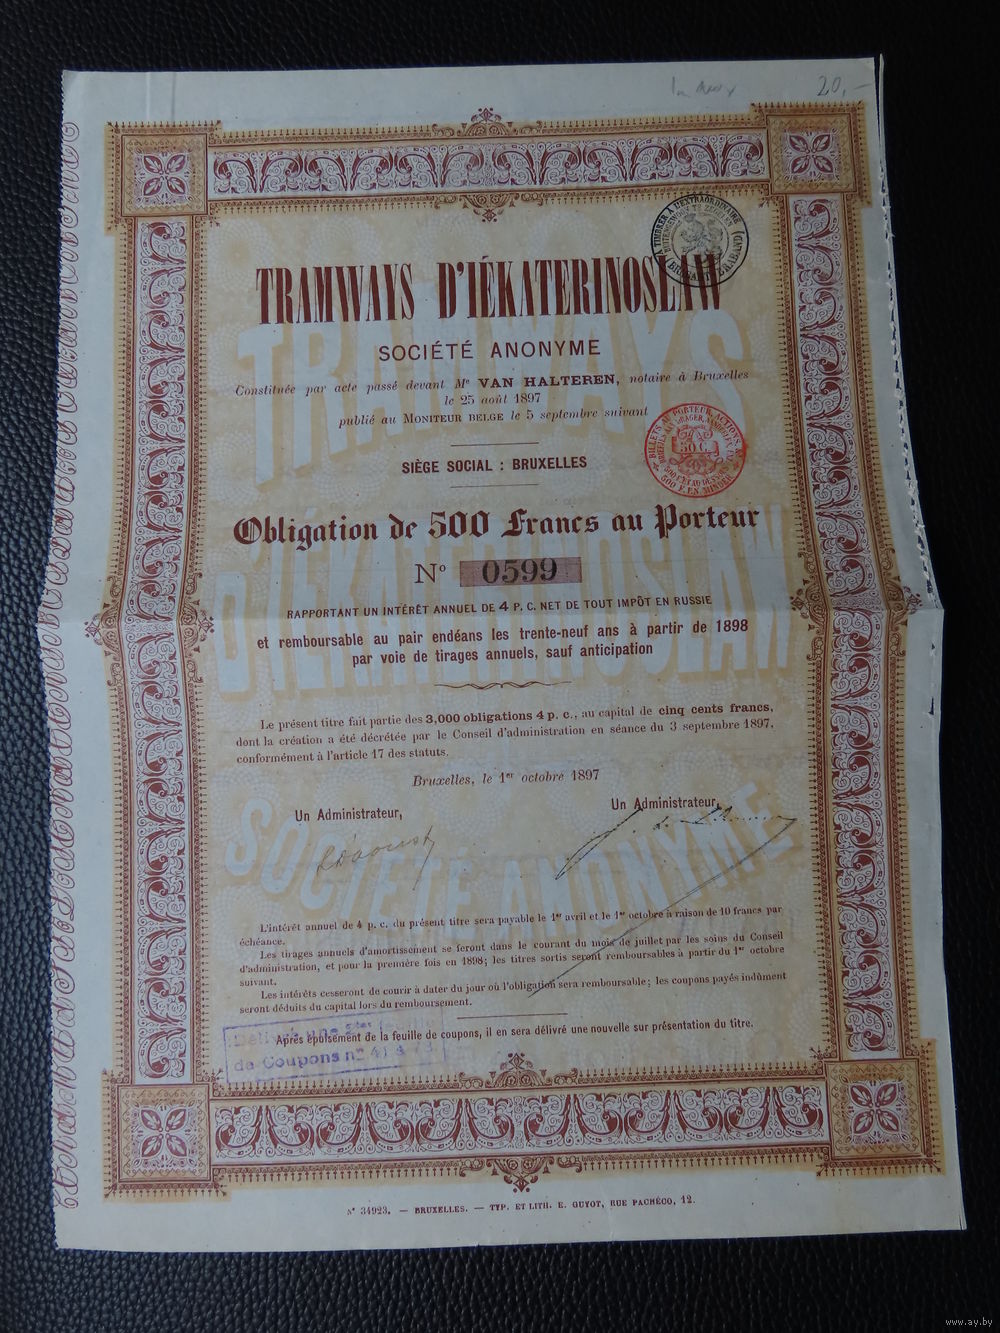 20,-
TRAMWAYS D'IÉKATERINOSLAW
SOCIÉTÉ ANONYME
Constituée par acte passé devant Me VAN HALTEREN, notaire à Bruxelles
le 25 août 1897
publié au MONITEUR BELGE le 5 septembre suivant
SIÈGE SOCIAL : BRUXELLES
50 C.
Obligation de 500 Francs au Porteur
No 0599
RAPPORTANT UN INTÉRÊT ANNUEL DE 4 P. C. NET DE TOUT IMPÔT EN RUSSIE
et remboursable au pair endéans les trente-neuf ans à partir de 1898
par voie de tirages annuels, sauf anticipation
Le présent titre fait partie des 3,000 obligations 4 p. c., au capital de cinq cents francs,
dont la création a été décrétée par le Conseil d'administration en séance du 3 septembre 1897,
conformément à l'article 17 des statuts.
Bruxelles, le 1er octobre 1897
Un Administrateur,
Un Administrateur,
TRAMWAYS
D'IÉKATERINOSLAW
SOCIÉTÉ ANONYME
L'intérêt annuel de 4 p. c. du présent titre sera payable le 1er avril et le 1er octobre à raison de 10 francs par
échéance.
Les tirages annuels d'amortissement se feront dans le courant du mois de juillet par les soins du Conseil
d'administration, et pour la première fois en 1898; les titres sortis seront remboursables à partir du 1er octobre
suivant.
Les intérêts cesseront de courir à dater du jour où l'obligation sera remboursable; les coupons payés indûment
seront déduits du capital lors du remboursement.
Après épuisement de la feuille de coupons, il en sera délivré une nouvelle sur présentation du titre.
de Coupons no 41 à
No 34923. — BRUXELLES. — TYP. ET LITH. E. GUYOT, RUE PACHÉCO, 12.
www.ay.by